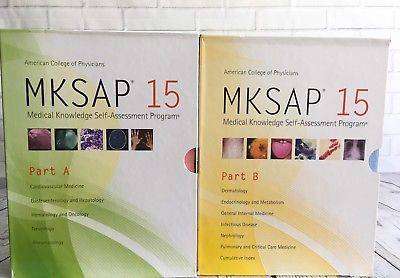 American College of Physicians
MKSAP® 15
Medical Knowledge Self-Assessment Program®
Part A
Cardiovascular Medicine
Gastroenterology and Hepatology
Hematology and Oncology
Neurology
Rheumatology
American College of Physicians
MKSAP® 15
Medical Knowledge Self-Assessment Program®
Part B
Dermatology
Endocrinology and Metabolism
General Internal Medicine
Infectious Disease
Nephrology
Pulmonary and Critical Care Medicine
Cumulative Index